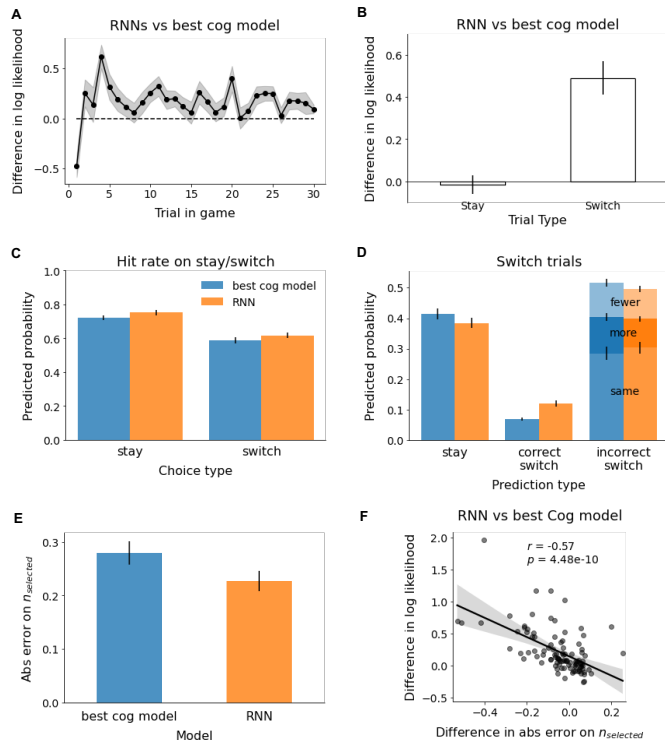 A
RNNs vs best cog model
Difference in log likelihood
0.5
0.0
−0.5
0
5
10
15
20
25
30
Trial in game
B
RNN vs best cog model
Difference in log likelihood
0.6
0.4
0.2
0.0
Stay
Switch
Trial Type
C
Hit rate on stay/switch
Predicted probability
1.0
0.8
0.6
0.4
0.2
0.0
best cog model
RNN
stay
switch
Choice type
D
Switch trials
Predicted probability
0.5
0.4
0.3
0.2
0.1
0.0
fewer
more
same
stay
correct
switch
incorrect
switch
Prediction type
E
Abs error on n_selected
0.3
0.2
0.1
0.0
best cog model
RNN
Model
F
RNN vs best Cog model
Difference in log likelihood
2.0
1.5
1.0
0.5
0.0
−0.5
r = -0.57
p = 4.48e-10
−0.4
−0.2
0.0
0.2
Difference in abs error on n_selected